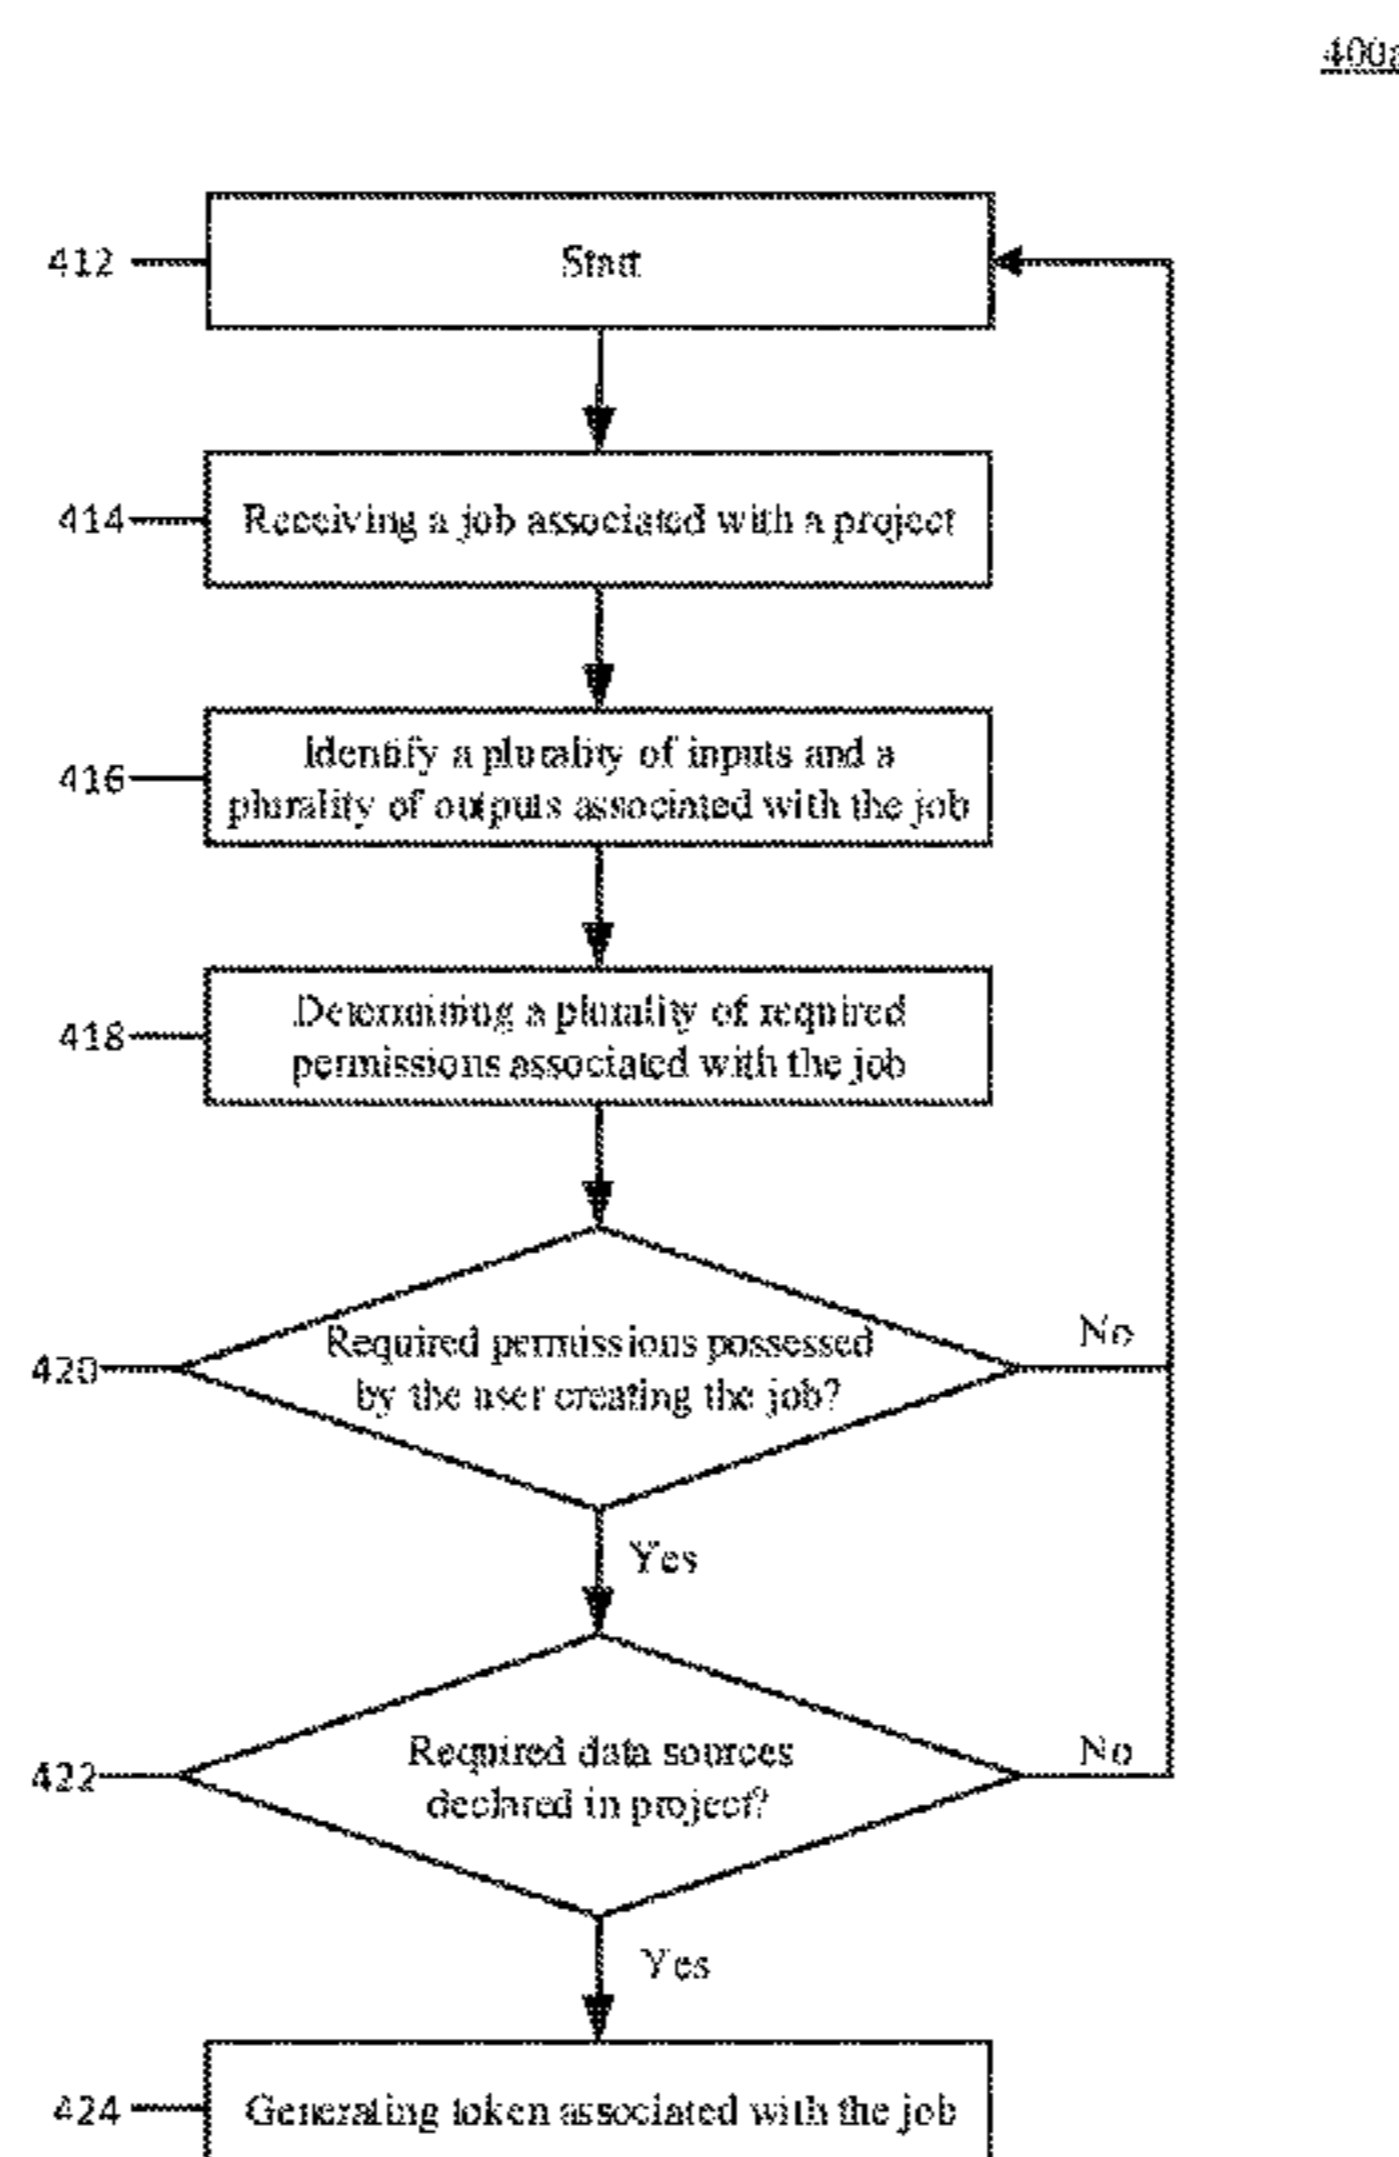 400a
412
Start
414
Receiving a job associated with a project
416
Identify a plurality of inputs and a
plurality of outputs associated with the job
418
Determining a plurality of required
permissions associated with the job
420
Required permissions possessed
by the user creating the job?
No
Yes
422
Required data sources
declared in project?
No
Yes
424
Generating token associated with the job